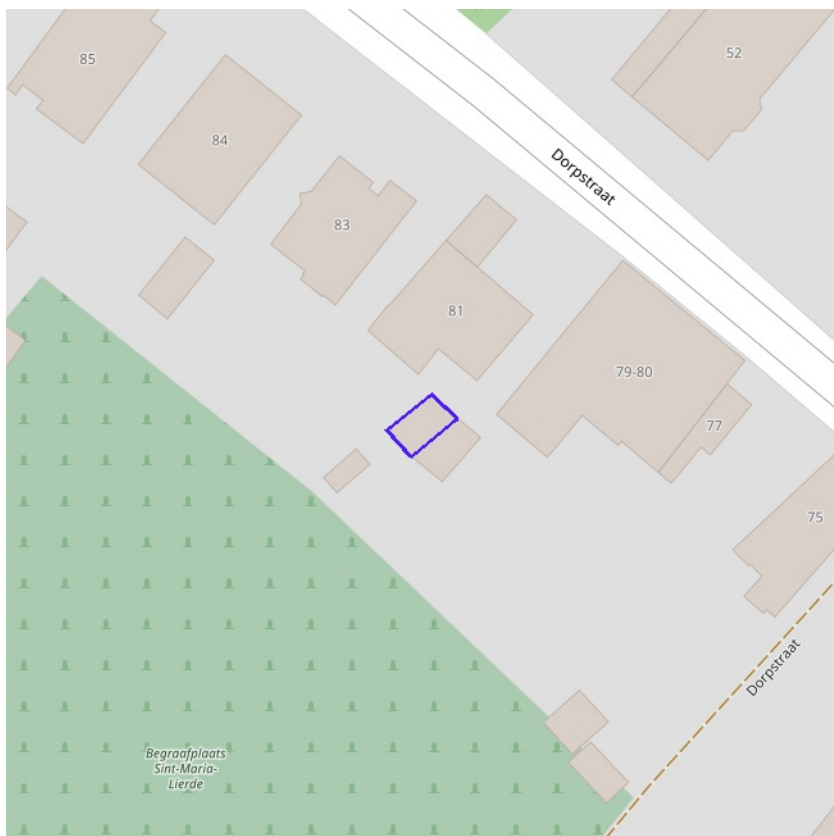 85
52
84
Dorpstraat
83
81
79-80
77
75
Dorpstraat
Begraafplaats
Sint-Maria-
Lierde